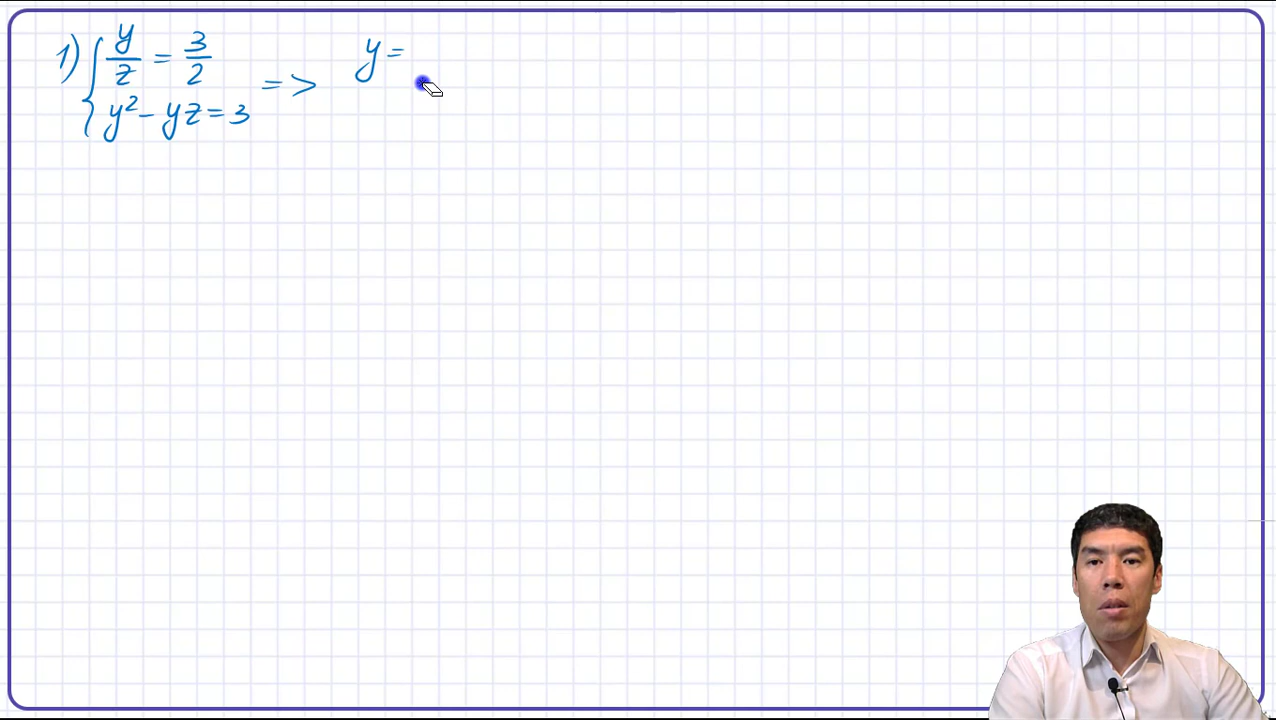 1) { y/z = 3/2 => y =
y² - yz = 3